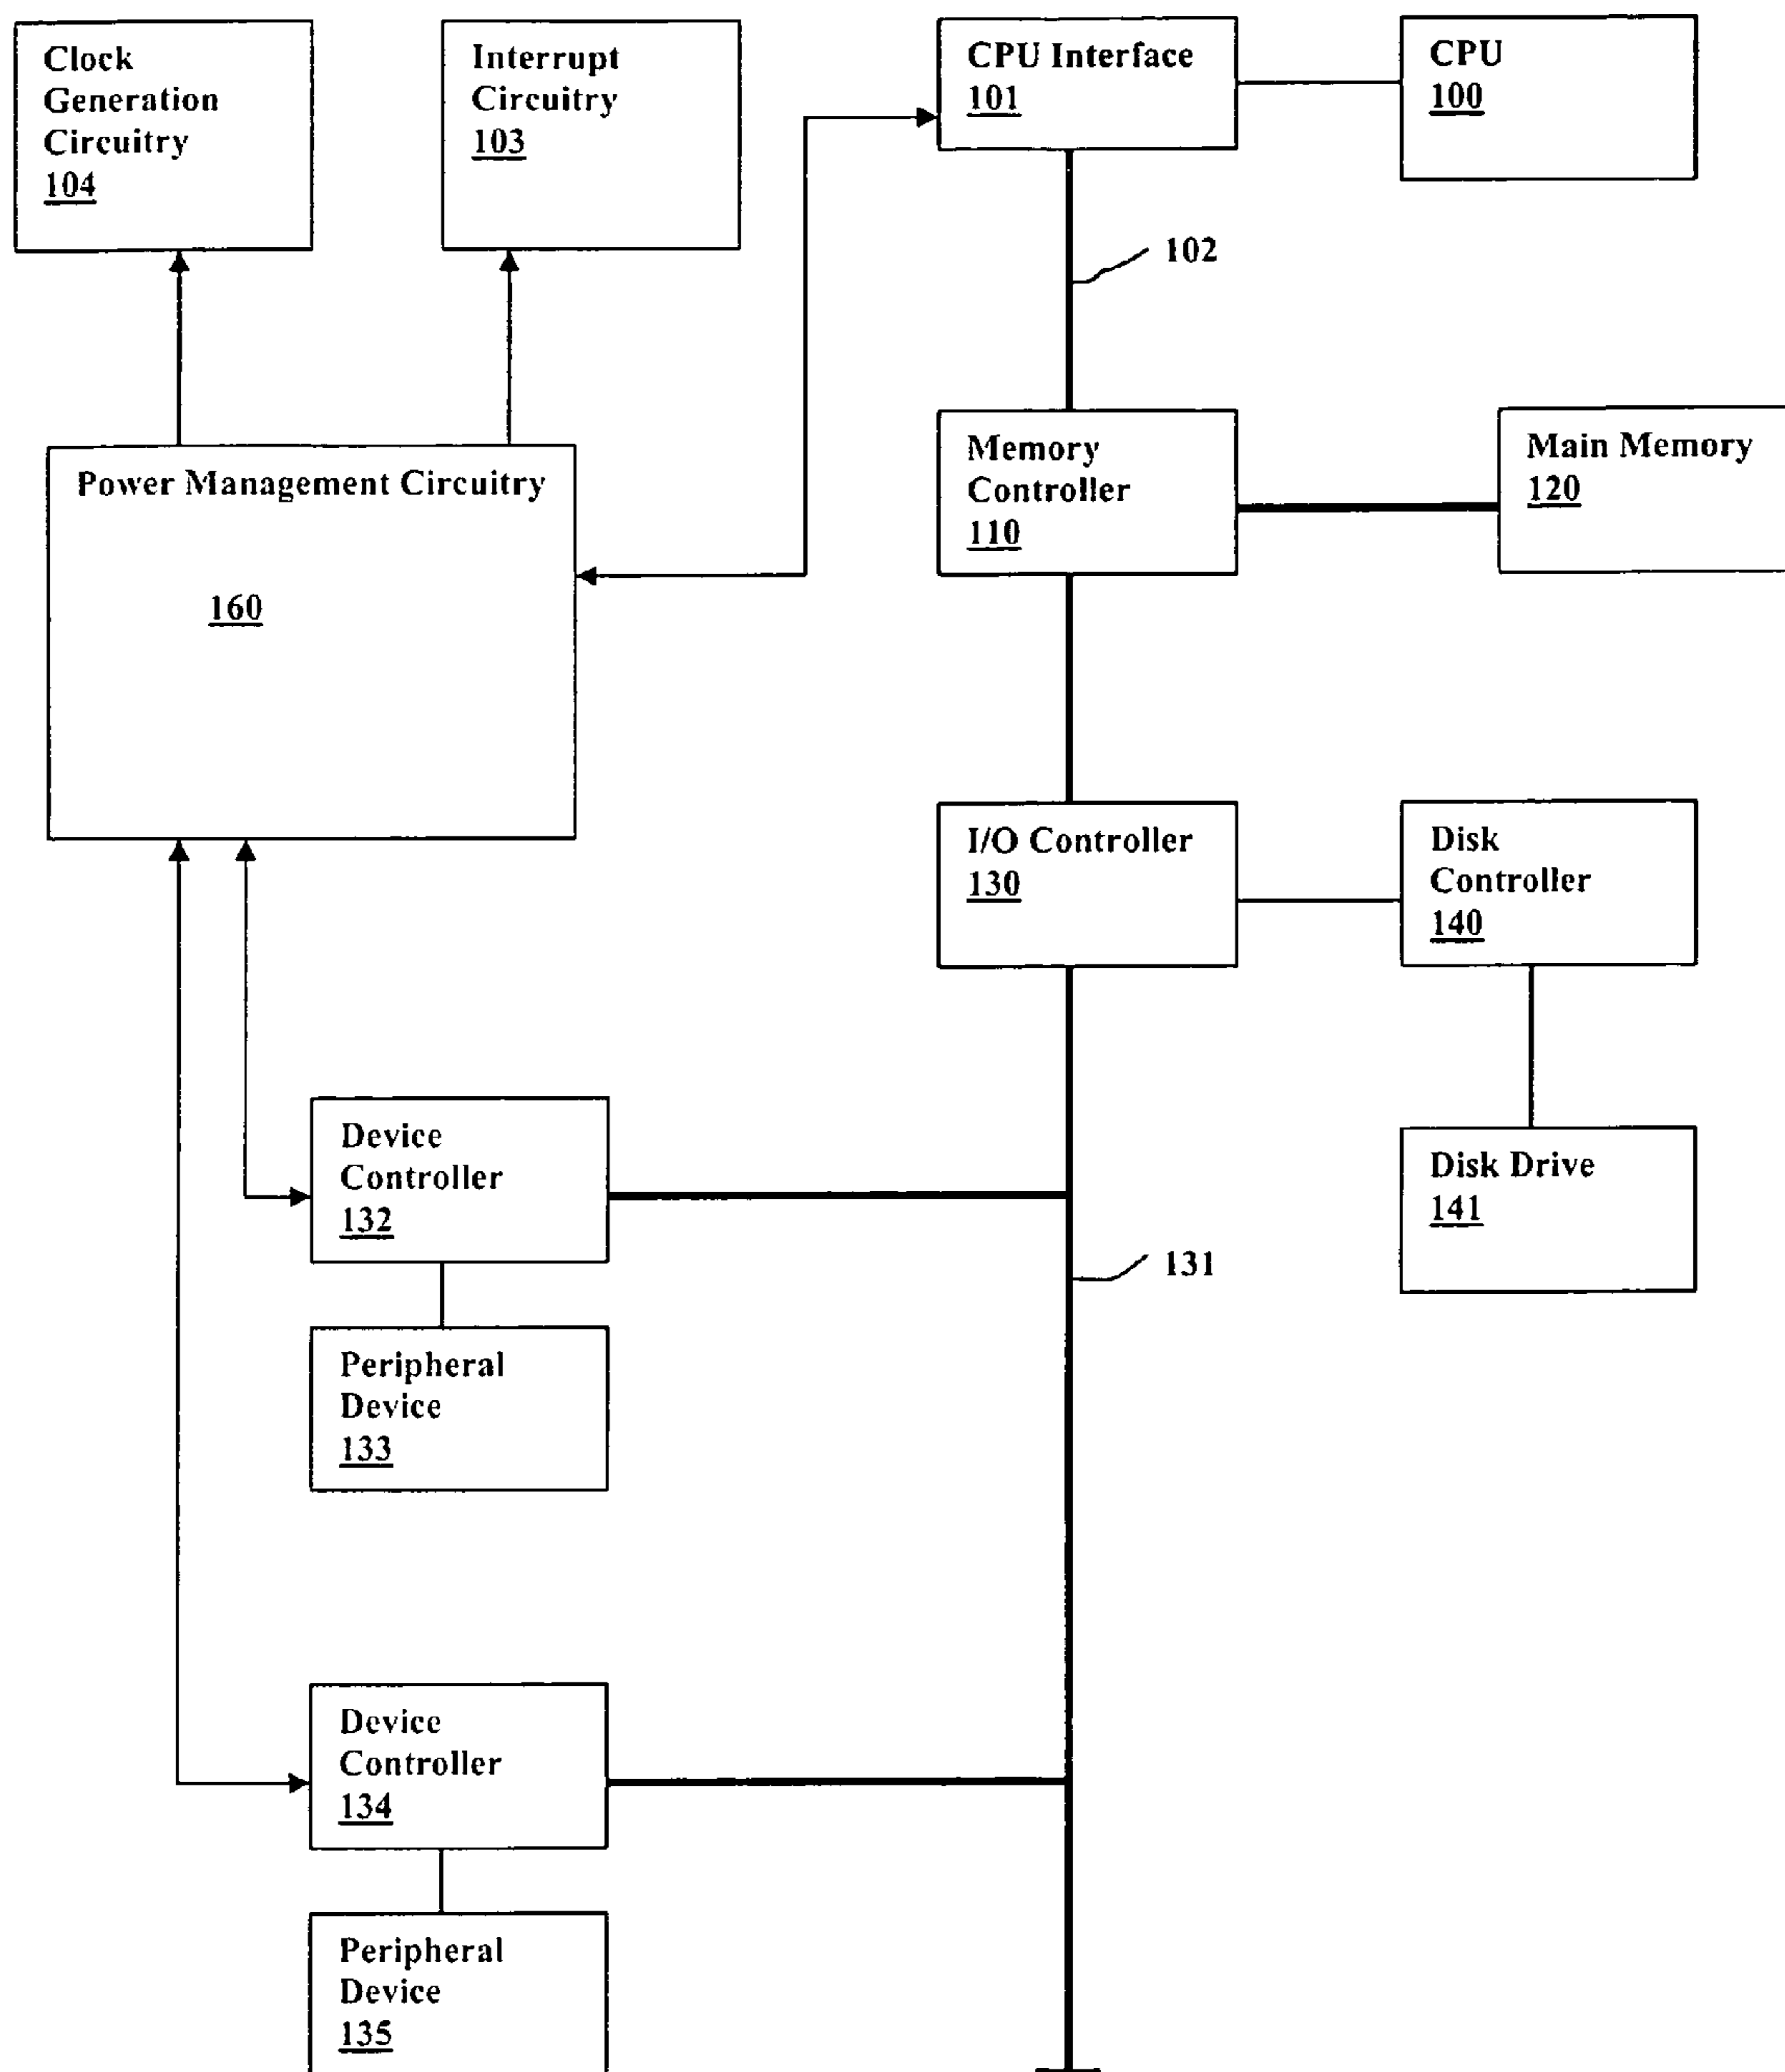 Clock
Generation
Circuitry
104
Interrupt
Circuitry
103
CPU Interface
101
CPU
100
102
Power Management Circuitry
160
Memory
Controller
110
Main Memory
120
I/O Controller
130
Disk
Controller
140
Device
Controller
132
Disk Drive
141
131
Peripheral
Device
133
Device
Controller
134
Peripheral
Device
135